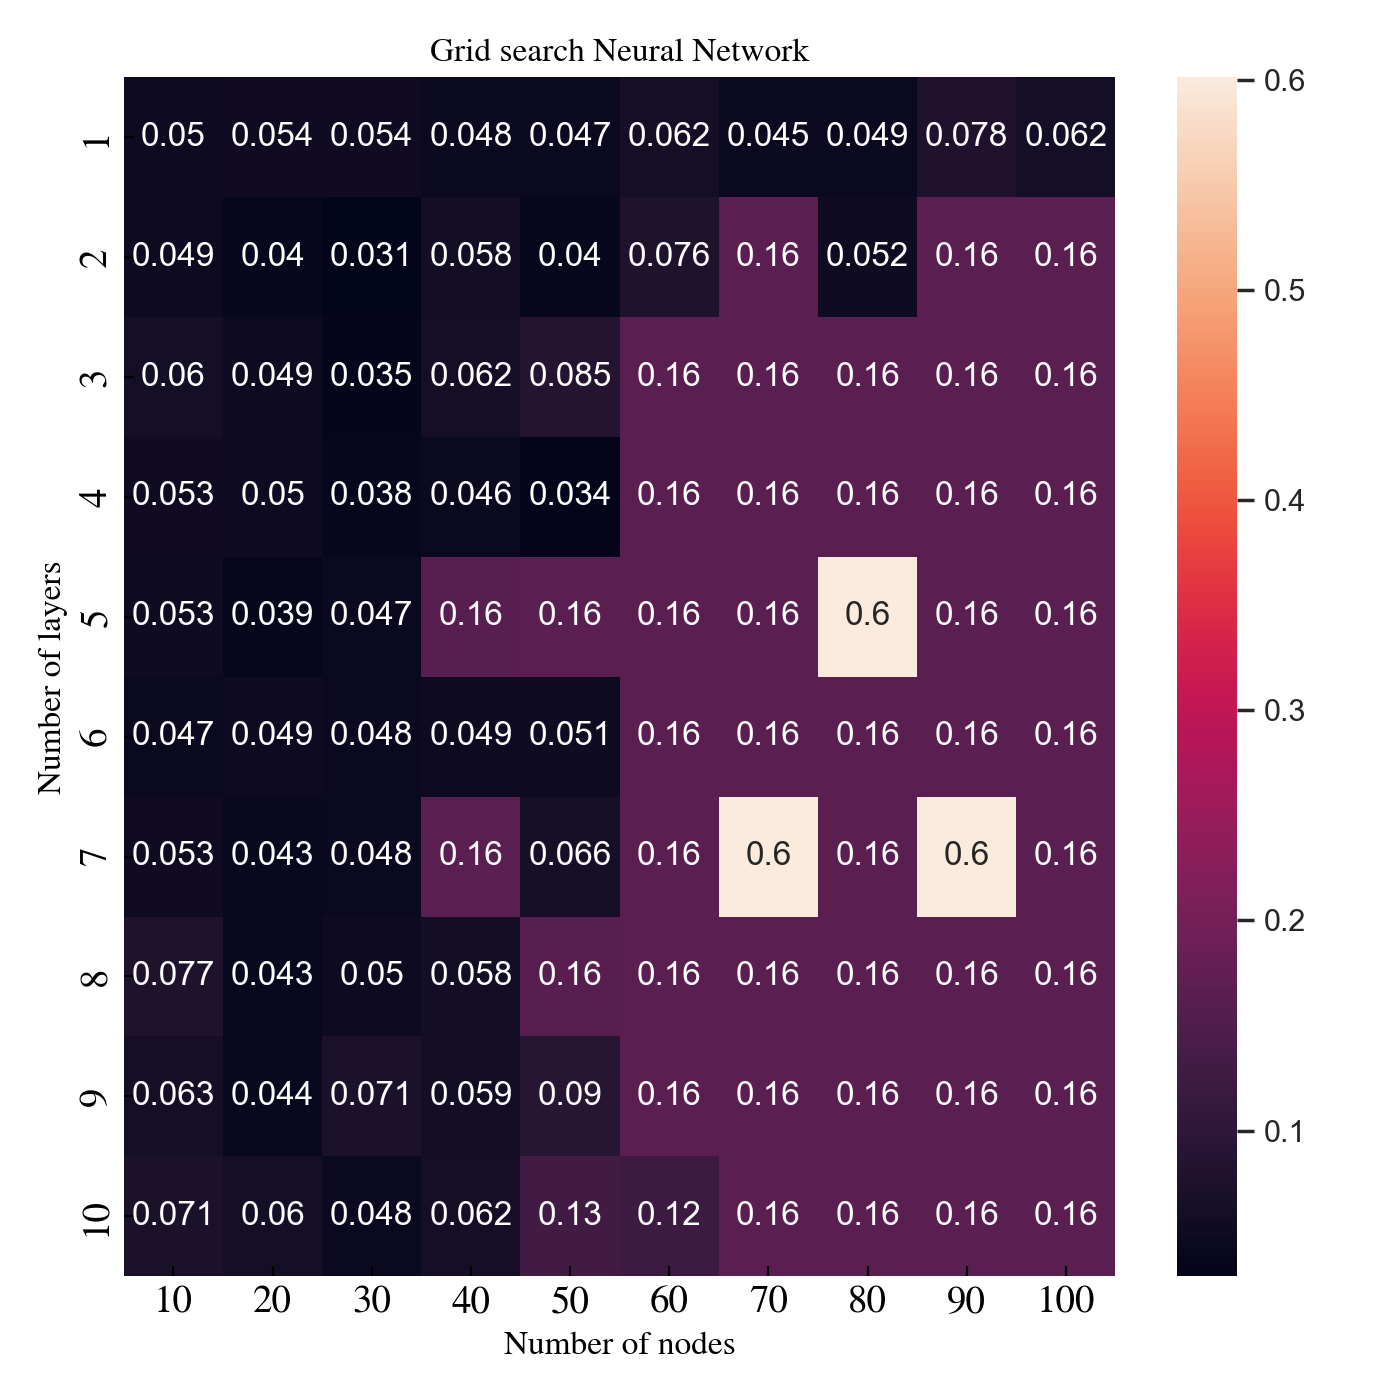 Grid search Neural Network
1 0.05 0.054 0.054 0.048 0.047 0.062 0.045 0.049 0.078 0.062
2 0.049 0.04 0.031 0.058 0.04 0.076 0.16 0.052 0.16 0.16
3 0.06 0.049 0.035 0.062 0.085 0.16 0.16 0.16 0.16 0.16
4 0.053 0.05 0.038 0.046 0.034 0.16 0.16 0.16 0.16 0.16
5 0.053 0.039 0.047 0.16 0.16 0.16 0.16 0.6 0.16 0.16
6 0.047 0.049 0.048 0.049 0.051 0.16 0.16 0.16 0.16 0.16
7 0.053 0.043 0.048 0.16 0.066 0.16 0.6 0.16 0.6 0.16
8 0.077 0.043 0.05 0.058 0.16 0.16 0.16 0.16 0.16 0.16
9 0.063 0.044 0.071 0.059 0.09 0.16 0.16 0.16 0.16 0.16
10 0.071 0.06 0.048 0.062 0.13 0.12 0.16 0.16 0.16 0.16
10 20 30 40 50 60 70 80 90 100
Number of nodes
Number of layers
0.6
0.5
0.4
0.3
0.2
0.1